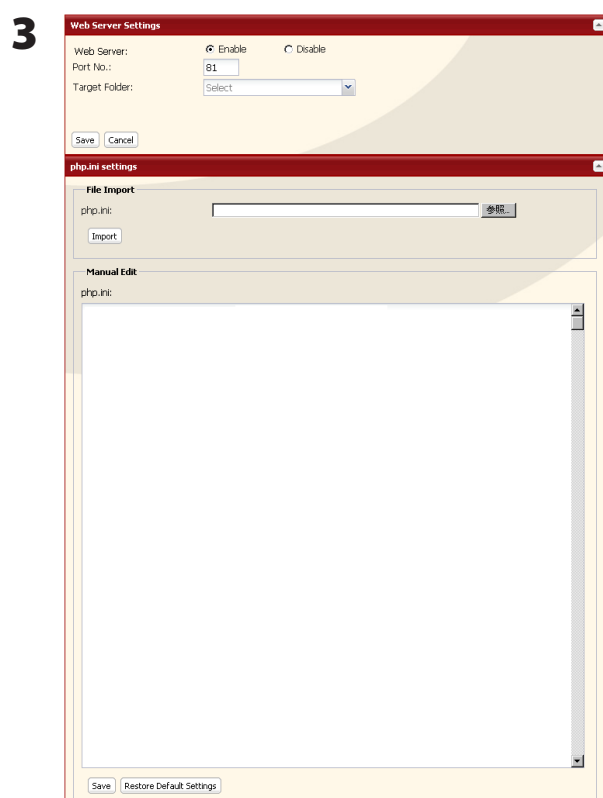 3
Web Server Settings
Web Server: Enable Disable
Port No.: 81
Target Folder: Select
Save Cancel
php.ini settings
File Import
php.ini: 参照...
Import
Manual Edit
php.ini:
Save Restore Default Settings